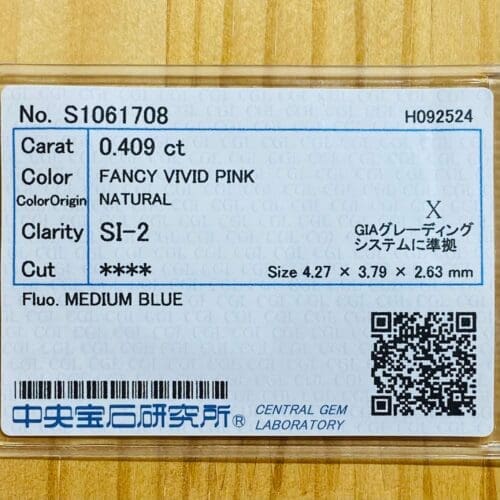 No. S1061708 H092524
Carat 0.409 ct
Color FANCY VIVID PINK
ColorOrigin NATURAL
X
Clarity SI-2 GIAグレーディング
システムに準拠
Cut **** Size 4.27 × 3.79 × 2.63 mm
Fluo. MEDIUM BLUE
中央宝石研究所® CENTRAL GEM
LABORATORY